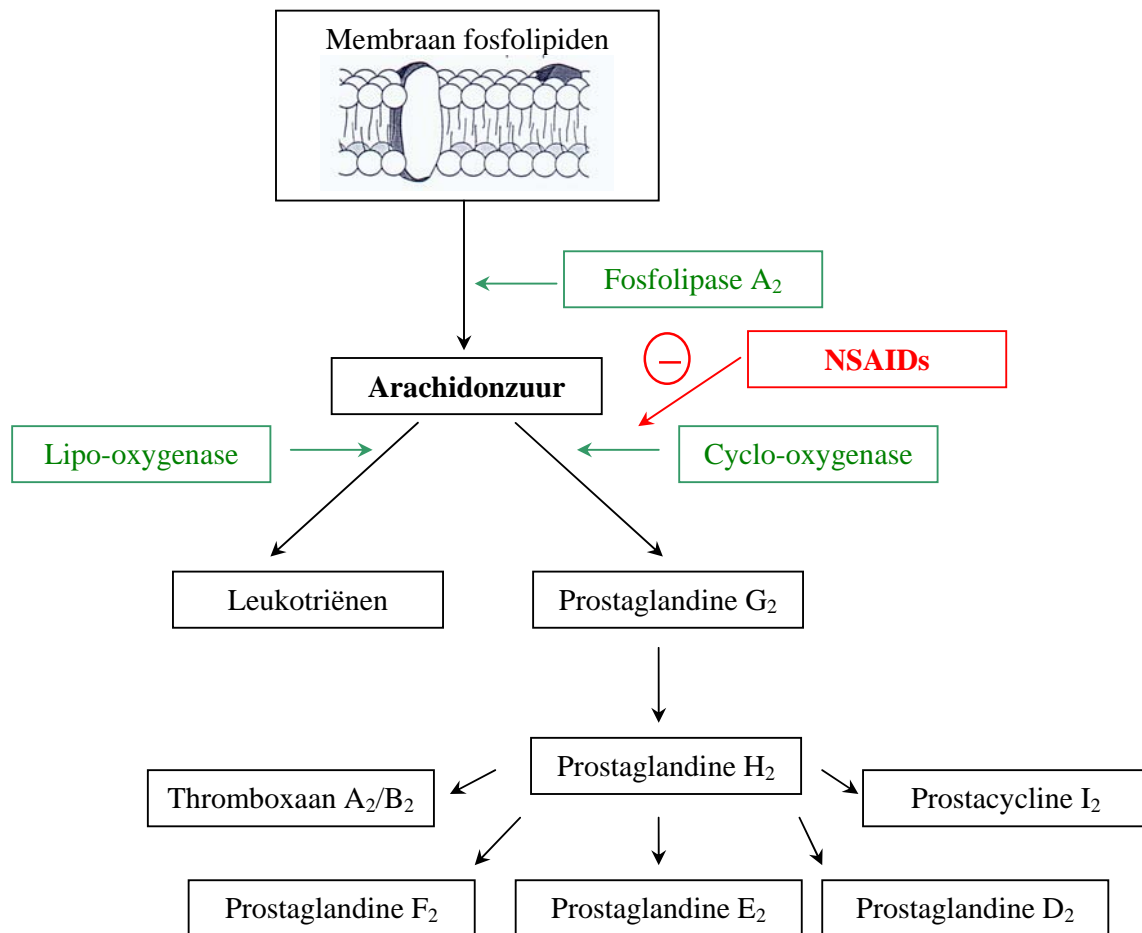 Membraan fosfolipiden
Fosfolipase A₂
NSAIDs
Arachidonzuur
Lipo-oxygenase
Cyclo-oxygenase
Leukotriënen
Prostaglandine G₂
Prostaglandine H₂
Thromboxaan A₂/B₂
Prostacycline I₂
Prostaglandine F₂
Prostaglandine E₂
Prostaglandine D₂